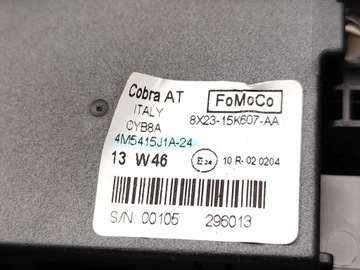 Cobra AT FoMoCo
ITALY 8X23-15K607-AA
CYB8A
4M5415J1A-24
13 W46 E24 10 R-02 0204
S/N: 00105 296013